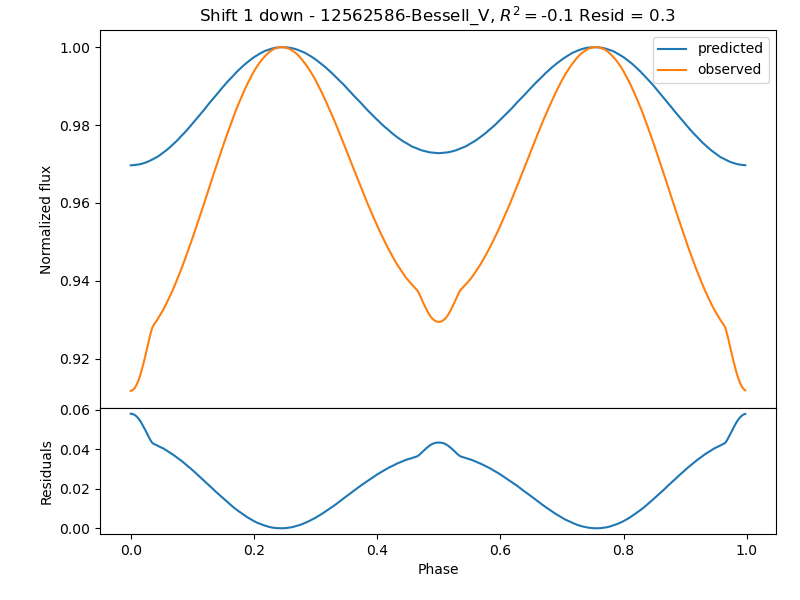 Shift 1 down - 12562586-Bessell_V, R² = -0.1 Resid = 0.3
predicted
observed
Normalized flux
1.00
0.98
0.96
0.94
0.92
Residuals
0.06
0.04
0.02
0.00
0.0 0.2 0.4 0.6 0.8 1.0
Phase